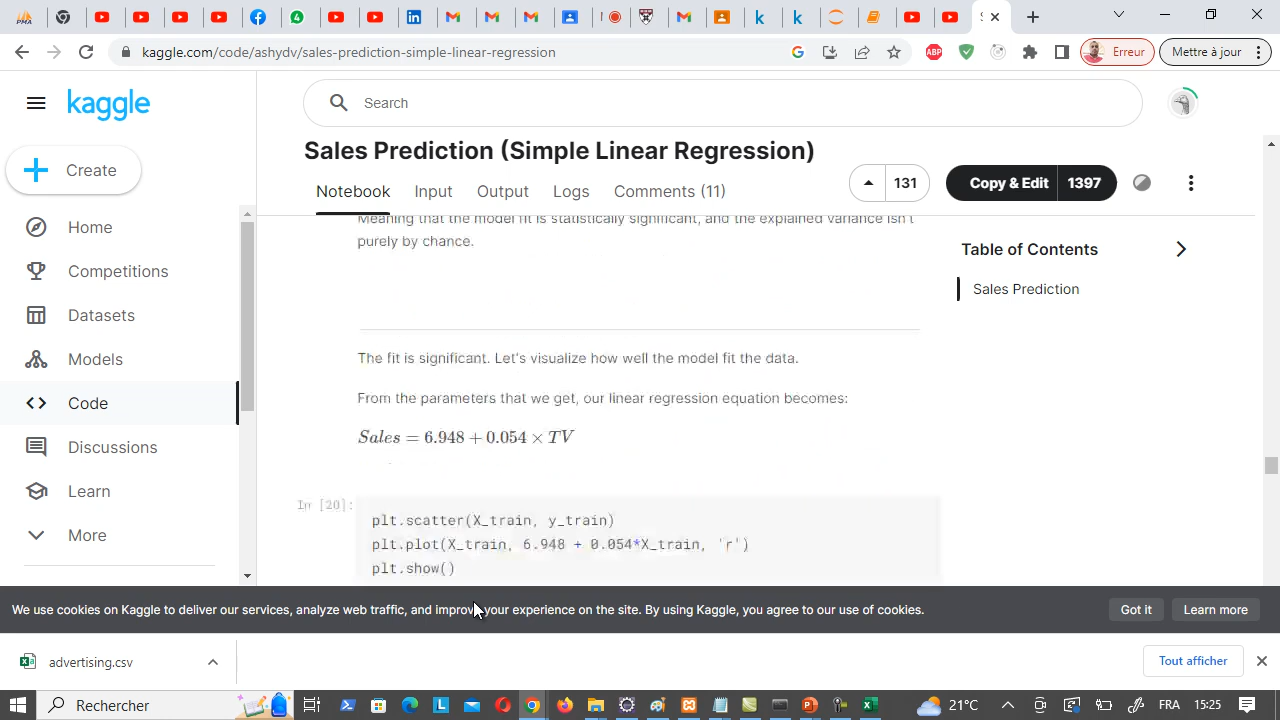 kaggle.com/code/ashydv/sales-prediction-simple-linear-regression
ABP
Erreur
Mettre à jour
kaggle
Search
Create
Home
Competitions
Datasets
Models
Code
Discussions
Learn
More
Sales Prediction (Simple Linear Regression)
Notebook Input Output Logs Comments (11)
131
Copy & Edit 1397
Meaning that the model fit is statistically significant, and the explained variance isn't
purely by chance.
The fit is significant. Let's visualize how well the model fit the data.
From the parameters that we get, our linear regression equation becomes:
Sales = 6.948 + 0.054 × TV
In [20]:
plt.scatter(X_train, y_train)
plt.plot(X_train, 6.948 + 0.054*X_train, 'r')
plt.show()
Table of Contents
Sales Prediction
We use cookies on Kaggle to deliver our services, analyze web traffic, and improve your experience on the site. By using Kaggle, you agree to our use of cookies.
Got it
Learn more
advertising.csv
Tout afficher
Rechercher
21°C
FRA
15:25